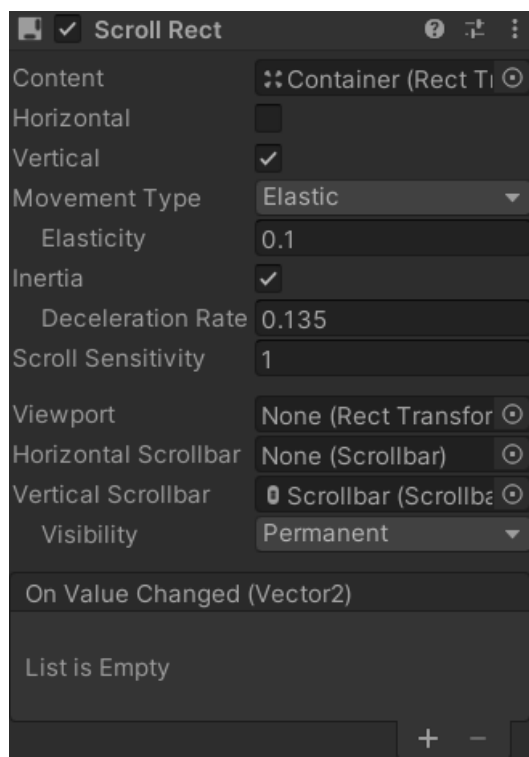 Scroll Rect
Content Container (Rect Tr
Horizontal
Vertical
Movement Type Elastic
Elasticity 0.1
Inertia
Deceleration Rate 0.135
Scroll Sensitivity 1
Viewport None (Rect Transfor
Horizontal Scrollbar None (Scrollbar)
Vertical Scrollbar Scrollbar (Scrollba
Visibility Permanent
On Value Changed (Vector2)
List is Empty